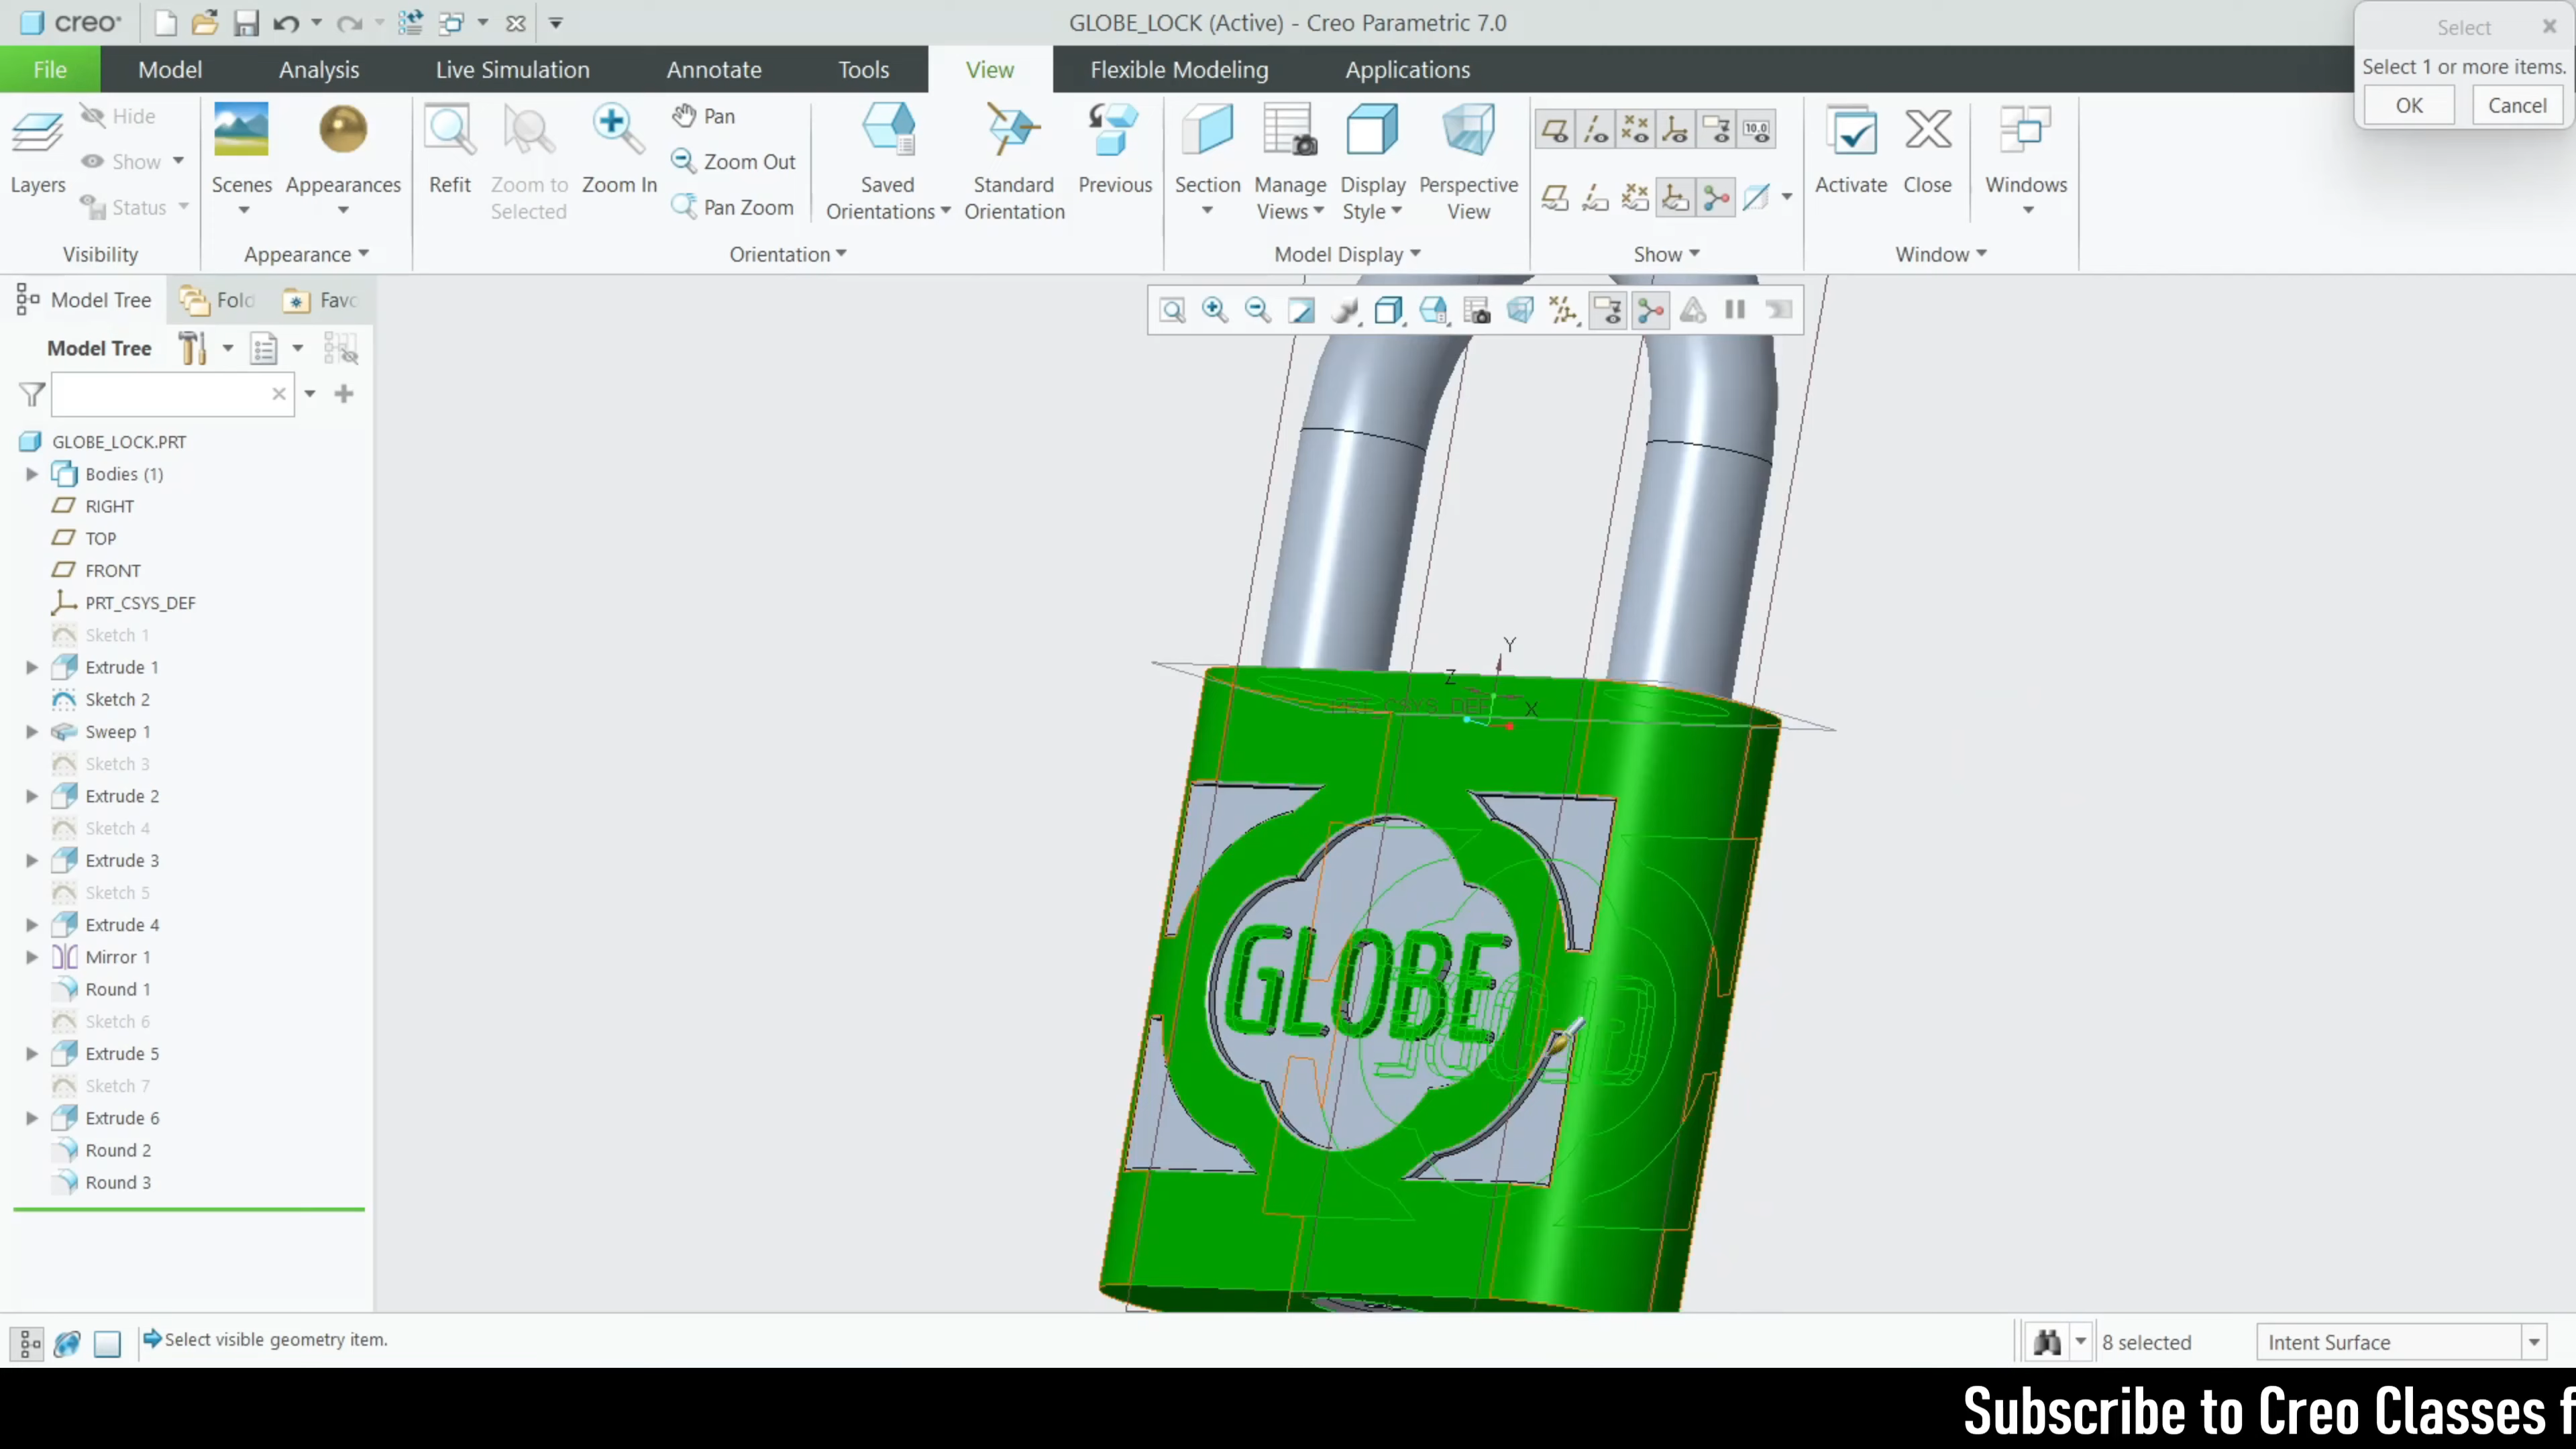 creo
GLOBE_LOCK (Active) - Creo Parametric 7.0
File
Model
Analysis
Live Simulation
Annotate
Tools
View
Flexible Modeling
Applications
Select
Select 1 or more items.
OK
Cancel
Layers
Hide
Show
Status
Visibility
Scenes
Appearances
Appearance
Refit
Zoom to
Selected
Zoom In
Pan
Zoom Out
Pan Zoom
Saved
Orientations
Standard
Orientation
Previous
Orientation
Section
Manage
Views
Display
Style
Perspective
View
Model Display
10.0
Show
Activate
Close
Windows
Window
Model Tree
Fold
Favo
Model Tree
GLOBE_LOCK.PRT
Bodies (1)
RIGHT
TOP
FRONT
PRT_CSYS_DEF
Sketch 1
Extrude 1
Sketch 2
Sweep 1
Sketch 3
Extrude 2
Sketch 4
Extrude 3
Sketch 5
Extrude 4
Mirror 1
Round 1
Sketch 6
Extrude 5
Sketch 7
Extrude 6
Round 2
Round 3
Y
Z
PRT_CSYS_DEF
X
GLOBE
Select visible geometry item.
8 selected
Intent Surface
Subscribe to Creo Classes f